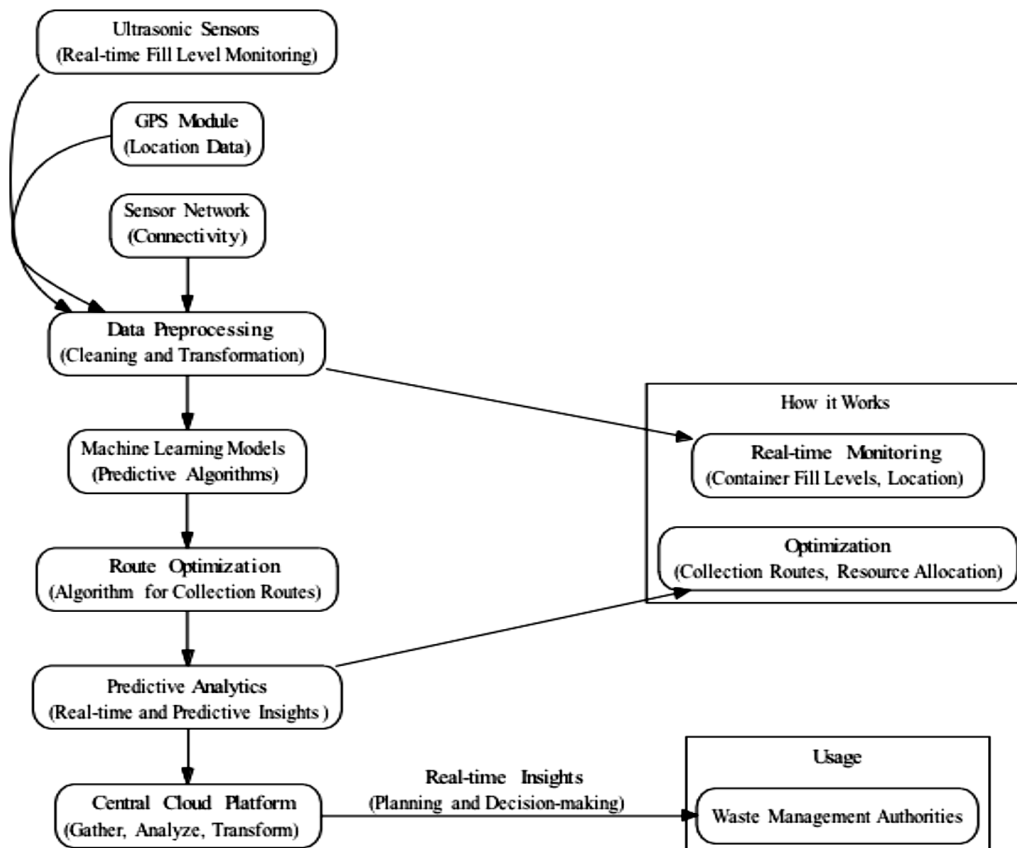 Ultrasonic Sensors
(Real-time Fill Level Monitoring)
GPS Module
(Location Data)
Sensor Network
(Connectivity)
Data Preprocessing
(Cleaning and Transformation)
Machine Learning Models
(Predictive Algorithms)
Route Optimization
(Algorithm for Collection Routes)
Predictive Analytics
(Real-time and Predictive Insights)
Central Cloud Platform
(Gather, Analyze, Transform)
How it Works
Real-time Monitoring
(Container Fill Levels, Location)
Optimization
(Collection Routes, Resource Allocation)
Real-time Insights
(Planning and Decision-making)
Usage
Waste Management Authorities